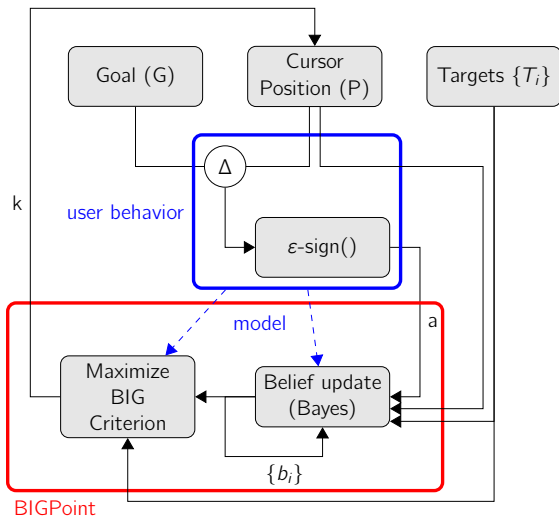 Goal (G)
Cursor
Position (P)
Targets {Tᵢ}
Δ
k
user behavior
ε-sign()
a
model
Maximize
BIG
Criterion
Belief update
(Bayes)
{bᵢ}
BIGPoint